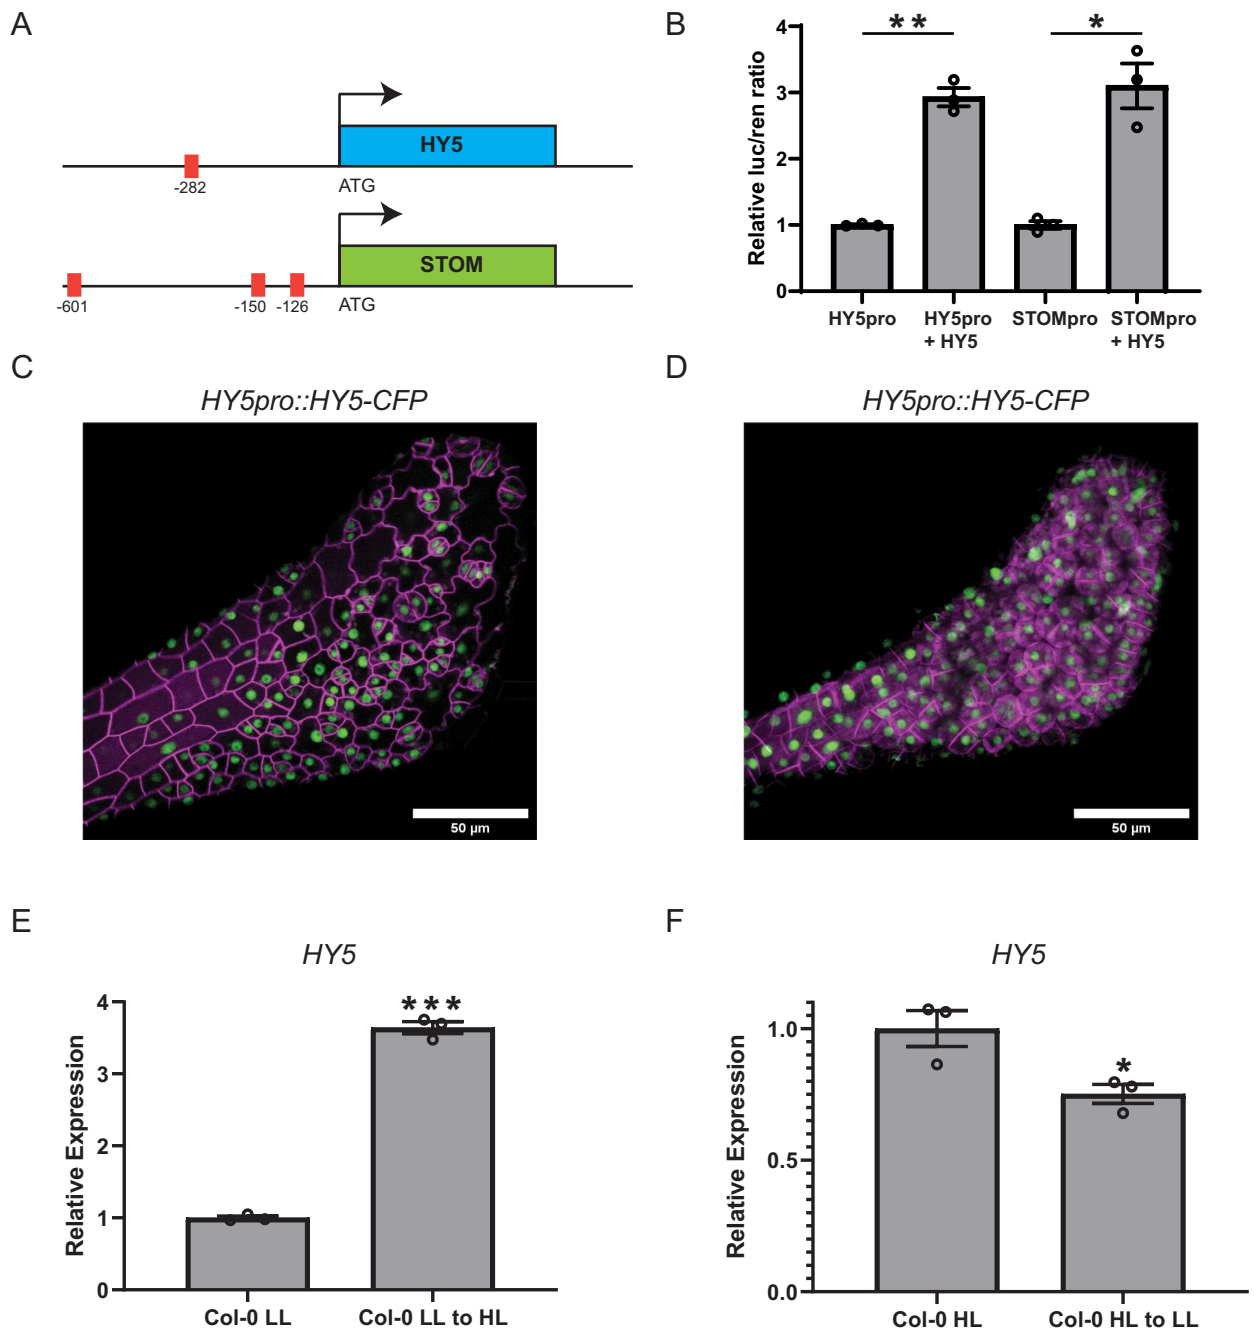 A
HY5
-282
ATG
STOM
-601
-150
-126
ATG
B
Relative luc/ren ratio
4
3
2
1
0
**
*
HY5pro
HY5pro
+ HY5
STOMpro
STOMpro
+ HY5
C
HY5pro::HY5-CFP
50 µm
D
HY5pro::HY5-CFP
50 µm
E
HY5
Relative Expression
4
3
2
1
0
***
Col-0 LL
Col-0 LL to HL
F
HY5
Relative Expression
1.0
0.5
0.0
*
Col-0 HL
Col-0 HL to LL